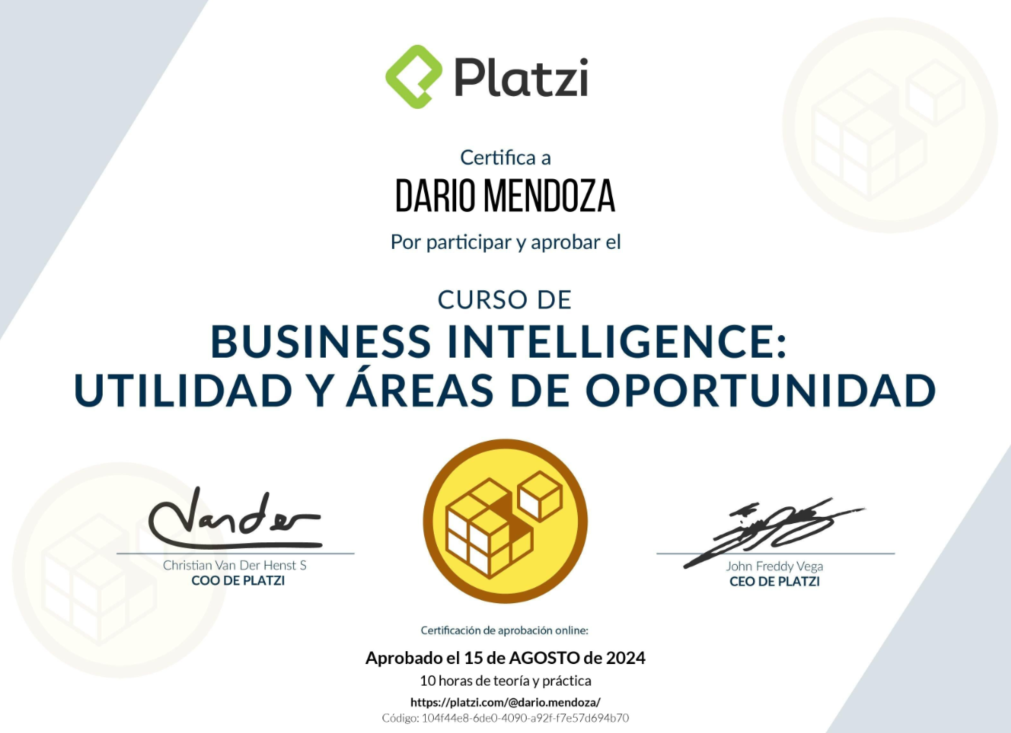 Platzi
Certifica a
DARIO MENDOZA
Por participar y aprobar el
CURSO DE
BUSINESS INTELLIGENCE:
UTILIDAD Y ÁREAS DE OPORTUNIDAD
Vander
Christian Van Der Henst S
COO DE PLATZI
John Freddy Vega
CEO DE PLATZI
Certificación de aprobación online:
Aprobado el 15 de AGOSTO de 2024
10 horas de teoría y práctica
https://platzi.com/@dario.mendoza/
Código: 104f44e8-6de0-4090-a92f-f7e57d694b70